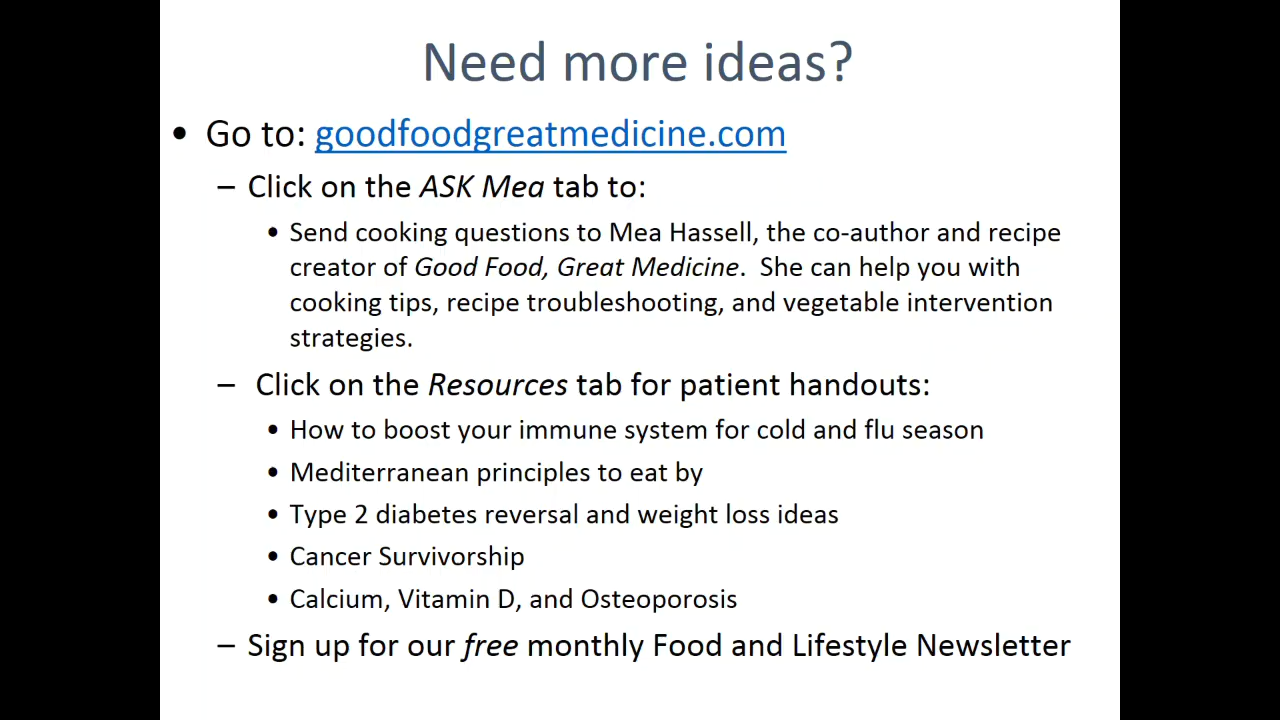 Need more ideas?
• Go to: goodfoodgreatmedicine.com
– Click on the ASK Mea tab to:
• Send cooking questions to Mea Hassell, the co-author and recipe
creator of Good Food, Great Medicine.  She can help you with
cooking tips, recipe troubleshooting, and vegetable intervention
strategies.
– Click on the Resources tab for patient handouts:
• How to boost your immune system for cold and flu season
• Mediterranean principles to eat by
• Type 2 diabetes reversal and weight loss ideas
• Cancer Survivorship
• Calcium, Vitamin D, and Osteoporosis
– Sign up for our free monthly Food and Lifestyle Newsletter